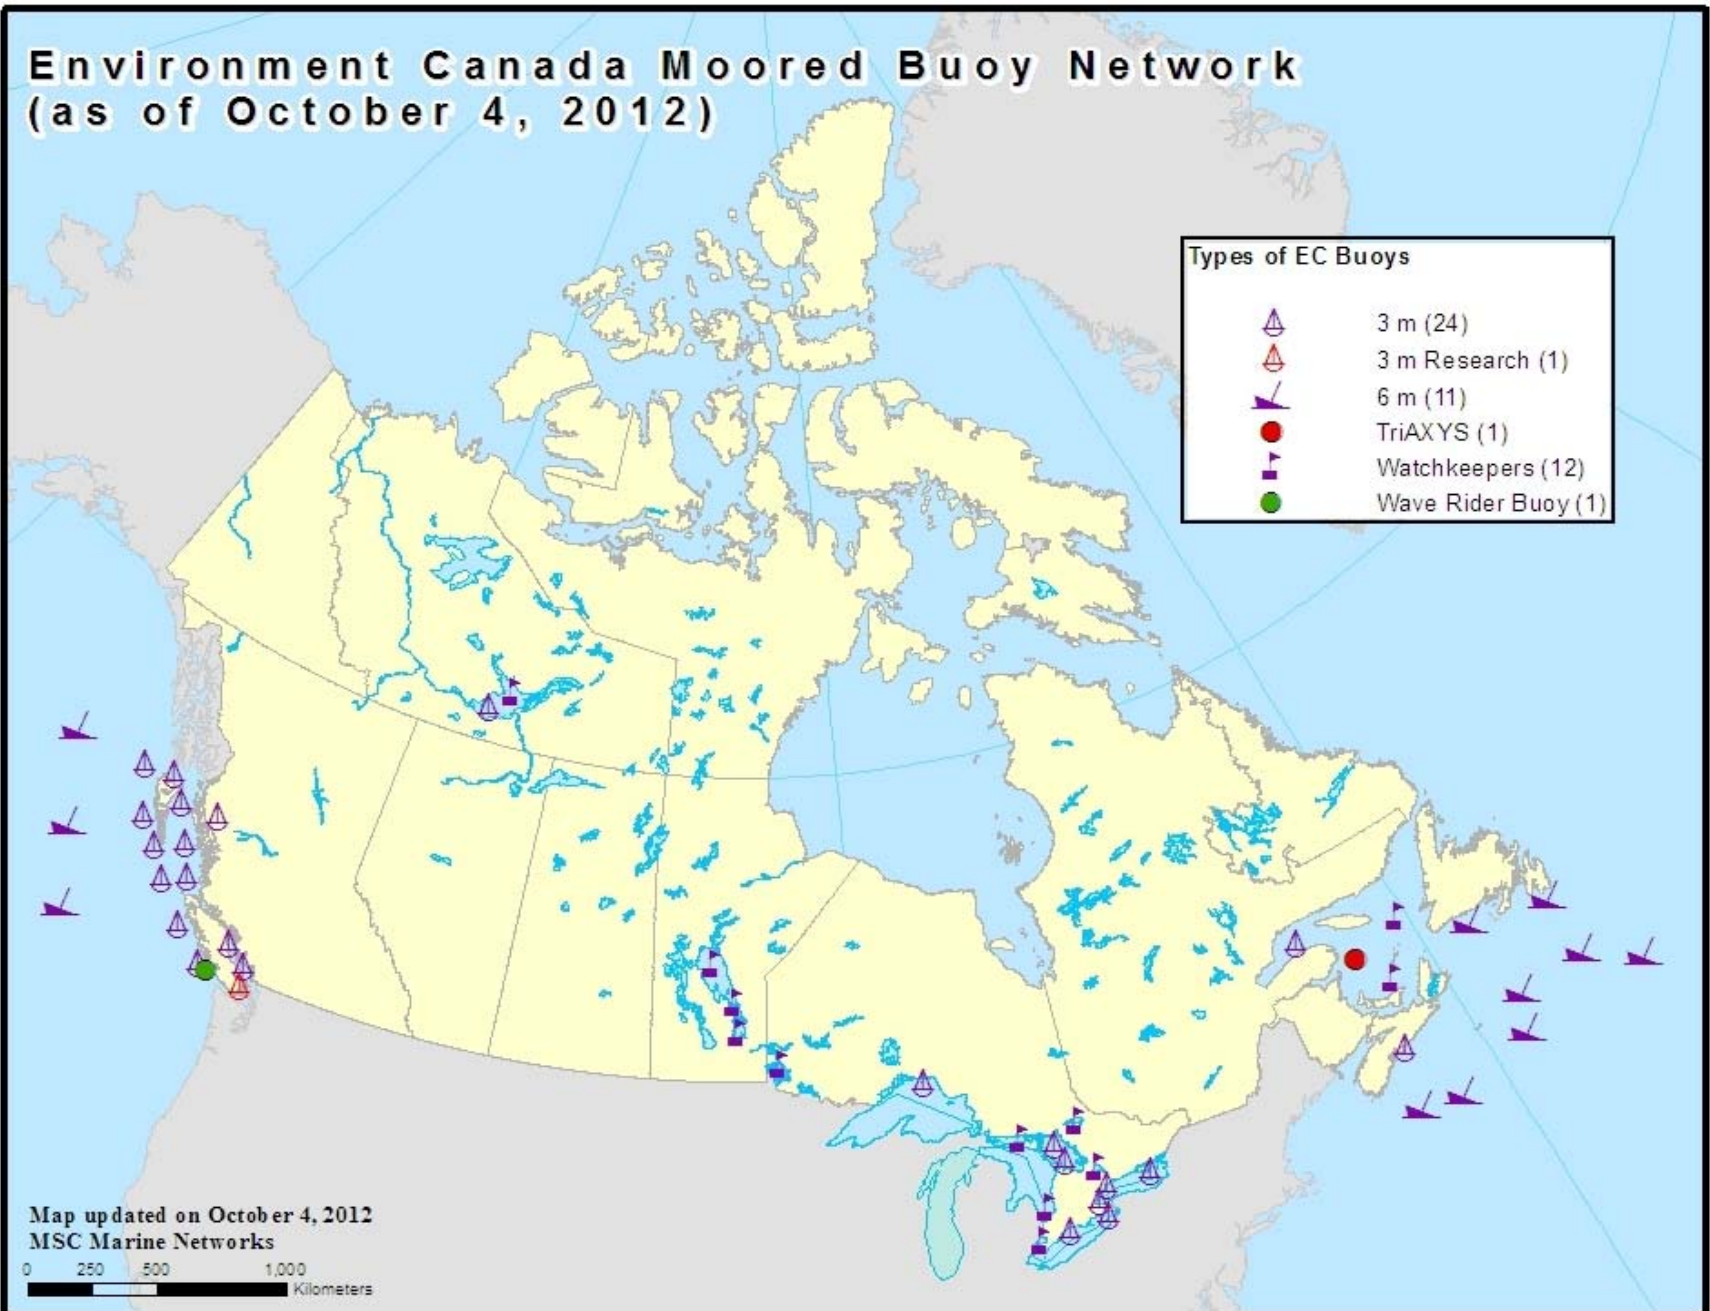 Environment Canada Moored Buoy Network
(as of October 4, 2012)
Types of EC Buoys
3 m (24)
3 m Research (1)
6 m (11)
TriAXYS (1)
Watchkeepers (12)
Wave Rider Buoy (1)
Map updated on October 4, 2012
MSC Marine Networks
0 250 500 1,000
Kilometers